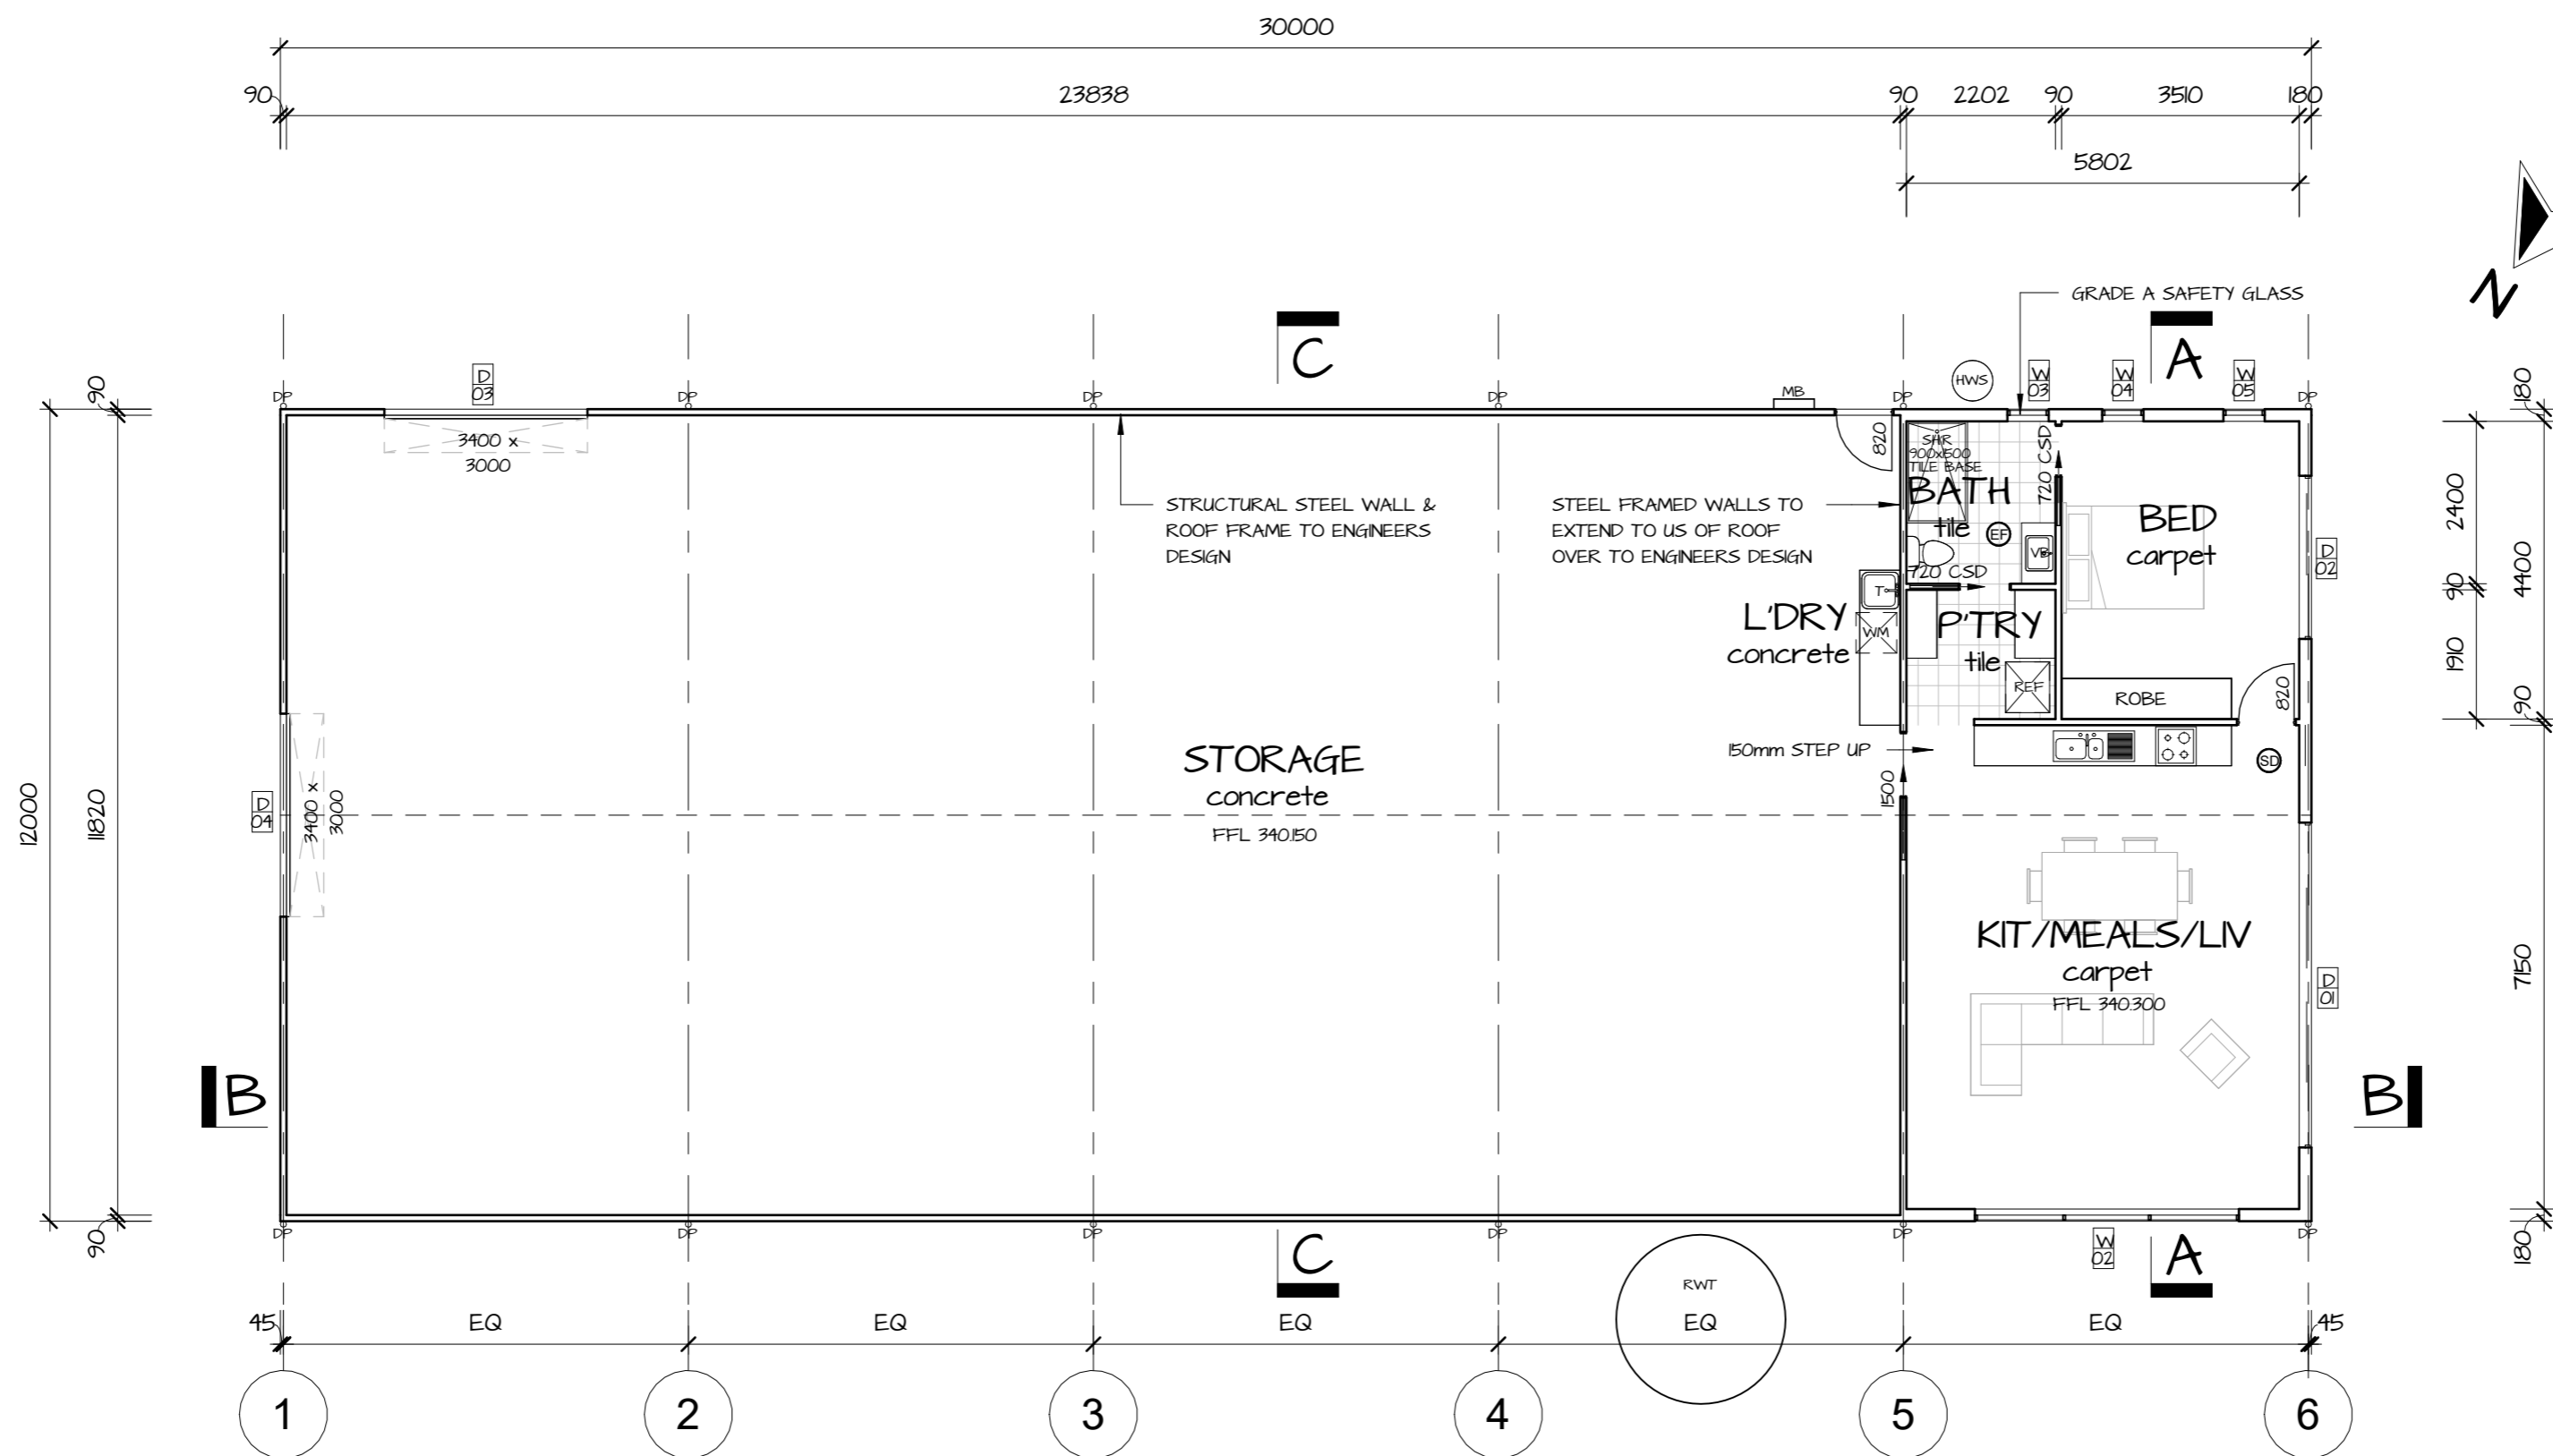 30000
90
23838
90
2202
90
3510
180
5802
N
GRADE A SAFETY GLASS
C
A
D
03
HWS
W
03
W
04
W
05
MB
DP
DP
DP
DP
DP
DP
90
180
12000
11820
3400 x
3000
820
SHR
900x500
TILE BASE
720 CSD
BATH
tile
EF
VB
720 CSD
BED
carpet
STRUCTURAL STEEL WALL &
ROOF FRAME TO ENGINEERS
DESIGN
STEEL FRAMED WALLS TO
EXTEND TO US OF ROOF
OVER TO ENGINEERS DESIGN
D
02
2400
4400
90
1910
90
T
WM
L'DRY
concrete
P'TRY
tile
REF
ROBE
820
150mm STEP UP
SD
STORAGE
concrete
FFL 340.150
D
04
3400 x
3000
1500
KIT/MEALS/LIV
carpet
FFL 340.300
D
01
7150
B
B
90
180
DP
DP
DP
DP
DP
DP
C
RWT
W
02
A
45
EQ
EQ
EQ
EQ
EQ
45
1
2
3
4
5
6